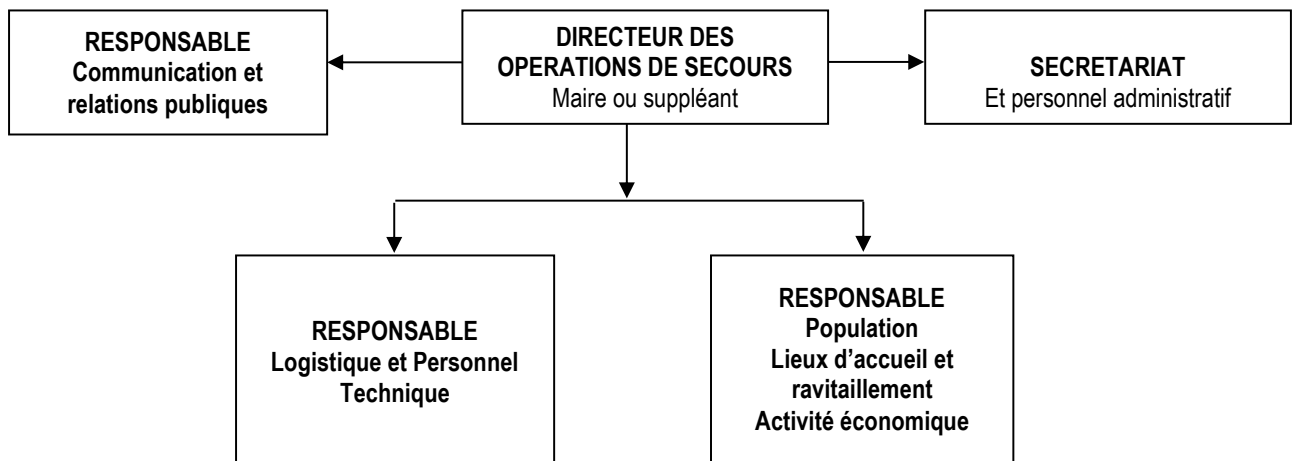 RESPONSABLE
Communication et
relations publiques
DIRECTEUR DES
OPERATIONS DE SECOURS
Maire ou suppléant
SECRETARIAT
Et personnel administratif
RESPONSABLE
Logistique et Personnel
Technique
RESPONSABLE
Population
Lieux d’accueil et
ravitaillement
Activité économique